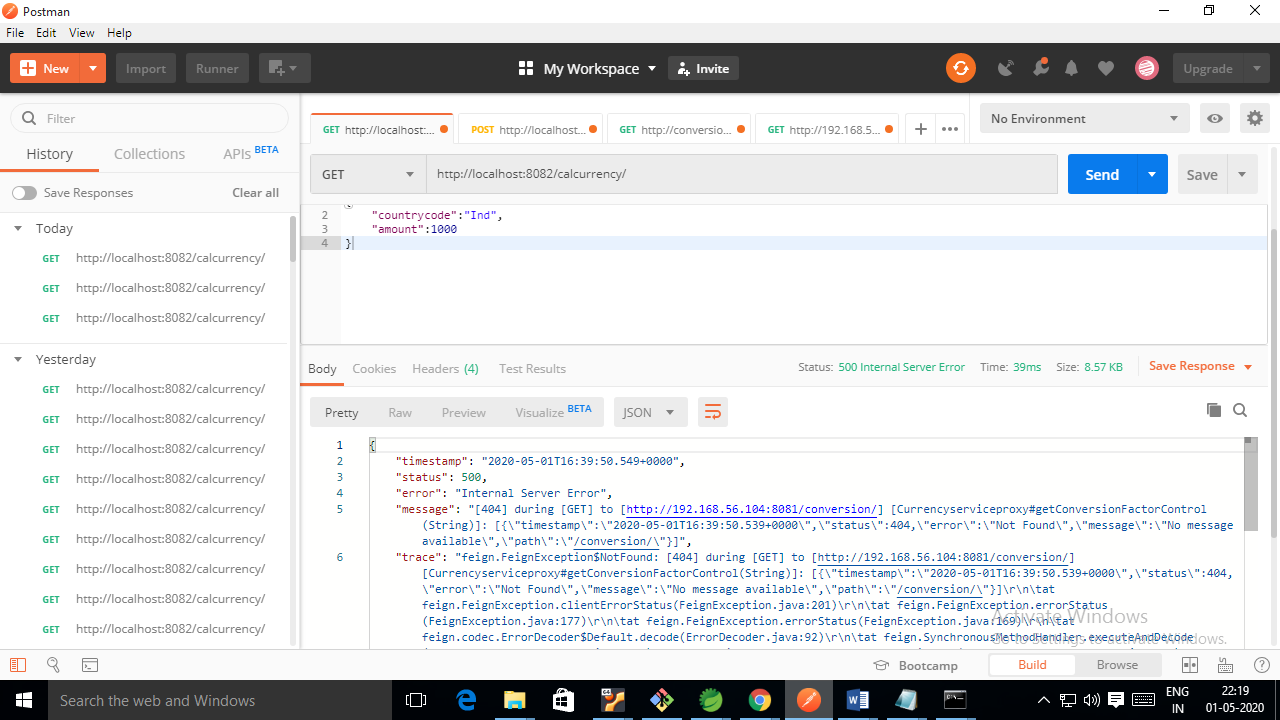 Postman
File Edit View Help
New Import Runner My Workspace Invite Upgrade
Filter
History Collections APIs BETA
Save Responses Clear all
Today
GET http://localhost:8082/calcurrency/
GET http://localhost:8082/calcurrency/
GET http://localhost:8082/calcurrency/
Yesterday
GET http://localhost:8082/calcurrency/
GET http://localhost:8082/calcurrency/
GET http://localhost:8082/calcurrency/
GET http://localhost:8082/calcurrency/
GET http://localhost:8082/calcurrency/
GET http://localhost:8082/calcurrency/
GET http://localhost:8082/calcurrency/
GET http://localhost:8082/calcurrency/
GET http://localhost:8082/calcurrency/
GET http://localhost:... POST http://localhost... GET http://conversio... GET http://192.168.5... No Environment
GET http://localhost:8082/calcurrency/ Send Save
2 "countrycode":"Ind",
3 "amount":1000
4 }
Body Cookies Headers (4) Test Results Status: 500 Internal Server Error Time: 39ms Size: 8.57 KB Save Response
Pretty Raw Preview Visualize BETA JSON
1 {
2 "timestamp": "2020-05-01T16:39:50.549+0000",
3 "status": 500,
4 "error": "Internal Server Error",
5 "message": "[404] during [GET] to [http://192.168.56.104:8081/conversion/] [Currencyserviceproxy#getConversionFactorControl
(String)]: [{\"timestamp\":\"2020-05-01T16:39:50.539+0000\",\"status\":404,\"error\":\"Not Found\",\"message\":\"No message
available\",\"path\":\"/conversion/\"}]",
6 "trace": "feign.FeignException$NotFound: [404] during [GET] to [http://192.168.56.104:8081/conversion/]
[Currencyserviceproxy#getConversionFactorControl(String)]: [{\"timestamp\":\"2020-05-01T16:39:50.539+0000\",\"status\":404,
\"error\":\"Not Found\",\"message\":\"No message available\",\"path\":\"/conversion/\"}]\r\n\tat
feign.FeignException.clientErrorStatus(FeignException.java:201)\r\n\tat feign.FeignException.errorStatus
(FeignException.java:177)\r\n\tat feign.FeignException.errorStatus(FeignException.java:169)\r\n\tat
feign.codec.ErrorDecoder$Default.decode(ErrorDecoder.java:92)\r\n\tat feign.SynchronousMethodHandler.executeAndDecode
Activate Windows
Go to Settings to activate Windows.
Bootcamp Build Browse
Search the web and Windows
ENG 22:19
IN 01-05-2020